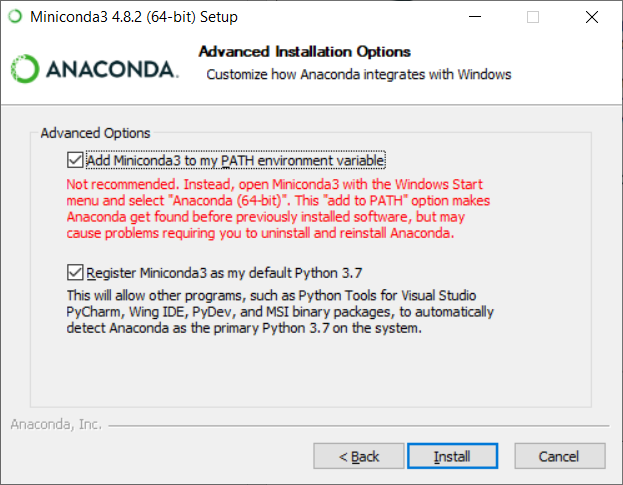 Miniconda3 4.8.2 (64-bit) Setup
ANACONDA.
Advanced Installation Options
Customize how Anaconda integrates with Windows
Advanced Options
Add Miniconda3 to my PATH environment variable
Not recommended. Instead, open Miniconda3 with the Windows Start
menu and select "Anaconda (64-bit)". This "add to PATH" option makes
Anaconda get found before previously installed software, but may
cause problems requiring you to uninstall and reinstall Anaconda.
Register Miniconda3 as my default Python 3.7
This will allow other programs, such as Python Tools for Visual Studio
PyCharm, Wing IDE, PyDev, and MSI binary packages, to automatically
detect Anaconda as the primary Python 3.7 on the system.
Anaconda, Inc.
< Back
Install
Cancel